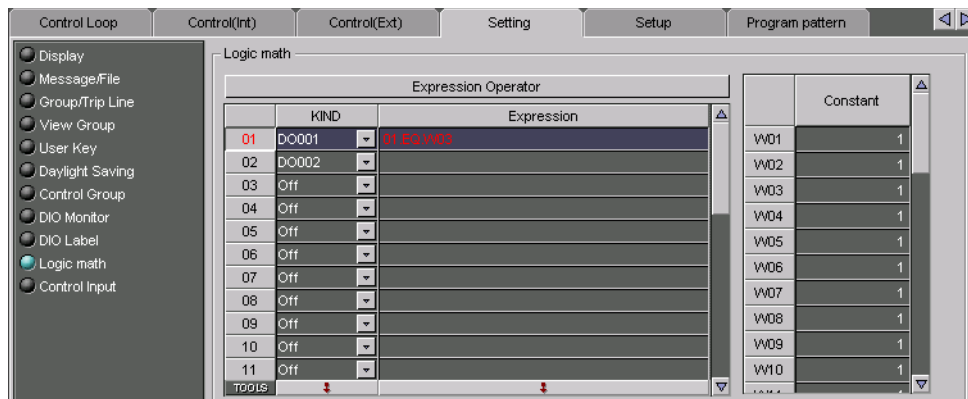 Control Loop
Control(Int)
Control(Ext)
Setting
Setup
Program pattern
Display
Message/File
Group/Trip Line
View Group
User Key
Daylight Saving
Control Group
DIO Monitor
DIO Label
Logic math
Control Input
Logic math
Expression Operator
KIND Expression
01 DO001 01.EQ.W03
02 DO002
03 Off
04 Off
05 Off
06 Off
07 Off
08 Off
09 Off
10 Off
11 Off
TOOLS
Constant
W01 1
W02 1
W03 1
W04 1
W05 1
W06 1
W07 1
W08 1
W09 1
W10 1